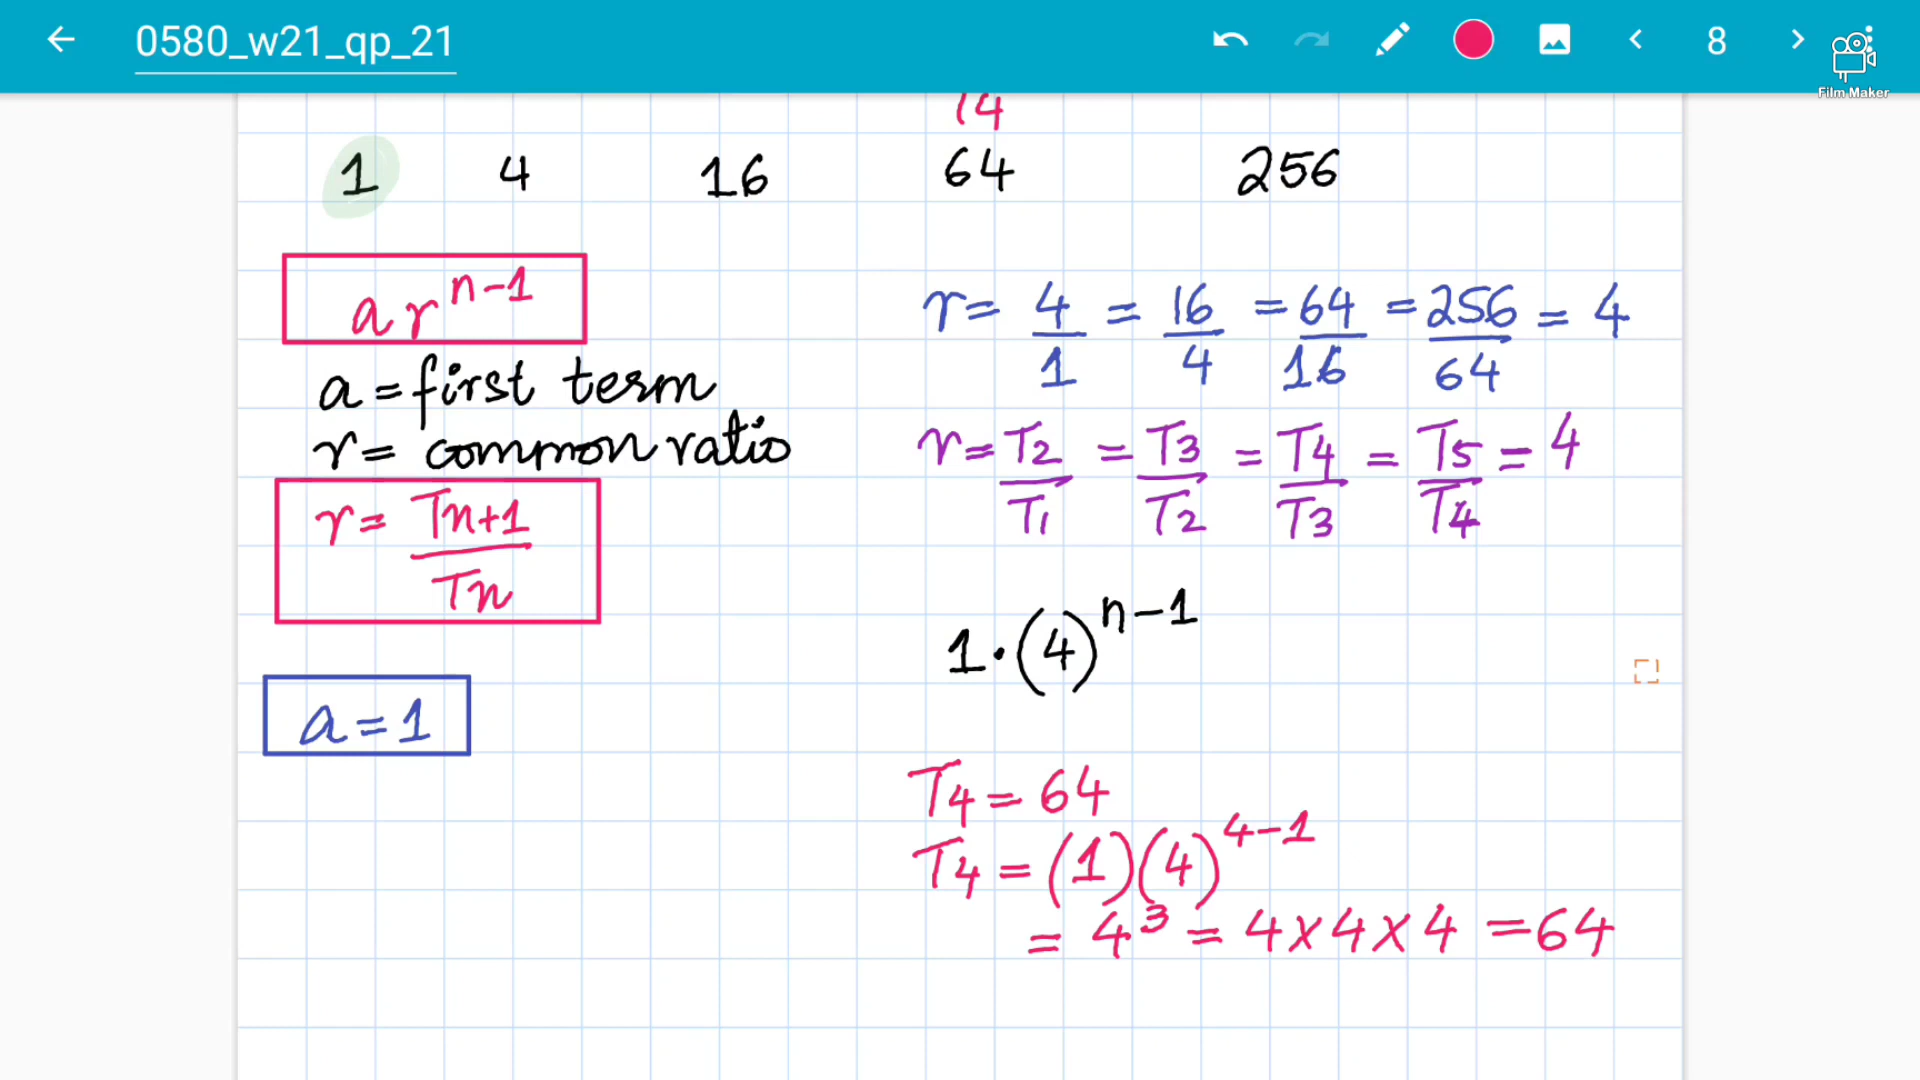 0580_w21_qp_21
8
Film Maker
T4
1 4 16 64 256
ar^{n-1}
r= 4/1 = 16/4 = 64/16 = 256/64 = 4
a = first term
r = common ratio
r= T2/T1 = T3/T2 = T4/T3 = T5/T4 = 4
r= Tn+1/Tn
1·(4)^{n-1}
a=1
T4 = 64
T4 = (1)(4)^{4-1}
= 4^3 = 4×4×4 =64